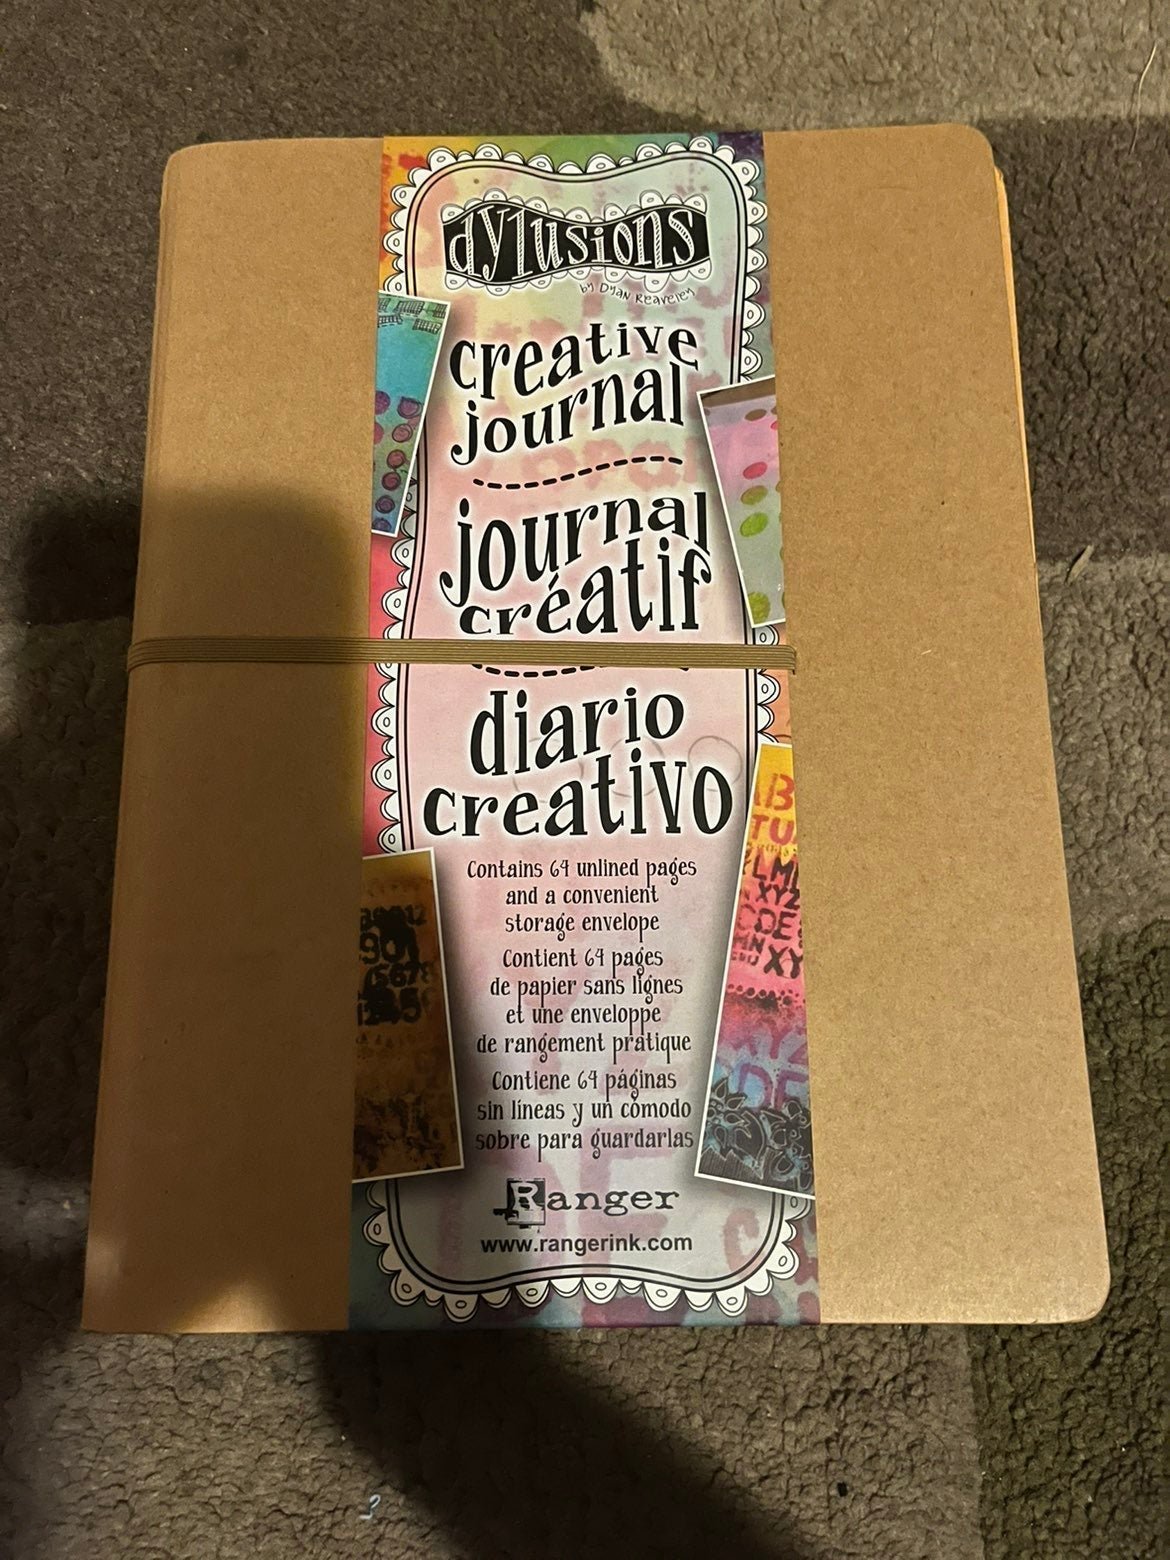 dylusions
by Dyan Reaveley
creative
journal
journal
créatif
diario
creativo
Contains 64 unlined pages
and a convenient
storage envelope
Contient 64 pages
de papier sans lignes
et une enveloppe
de rangement pratique
Contiene 64 páginas
sin líneas y un cómodo
sobre para guardarlas
Ranger
www.rangerink.com